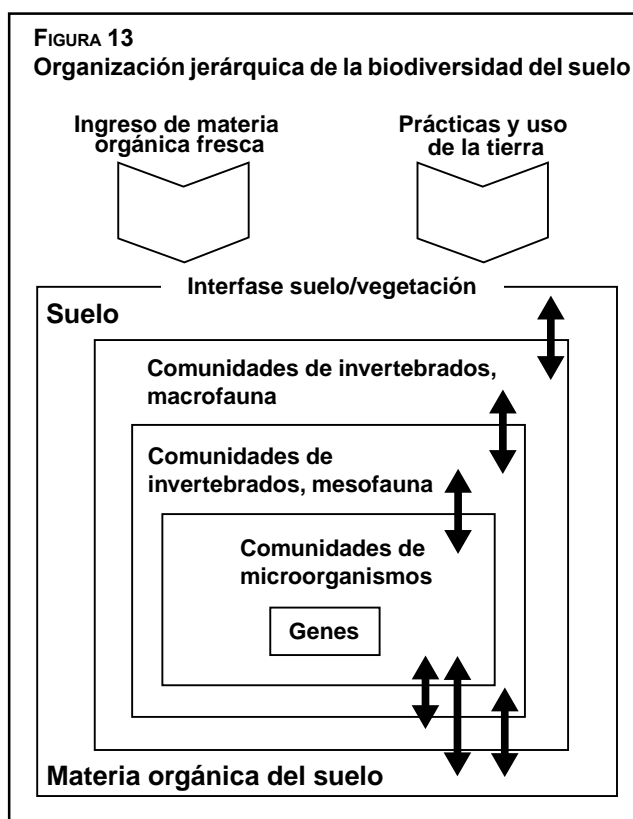 FIGURA 13
Organización jerárquica de la biodiversidad del suelo
Ingreso de materia
orgánica fresca
Prácticas y uso
de la tierra
Interfase suelo/vegetación
Suelo
Comunidades de invertebrados,
macrofauna
Comunidades de
invertebrados, mesofauna
Comunidades de
microorganismos
Genes
Materia orgánica del suelo